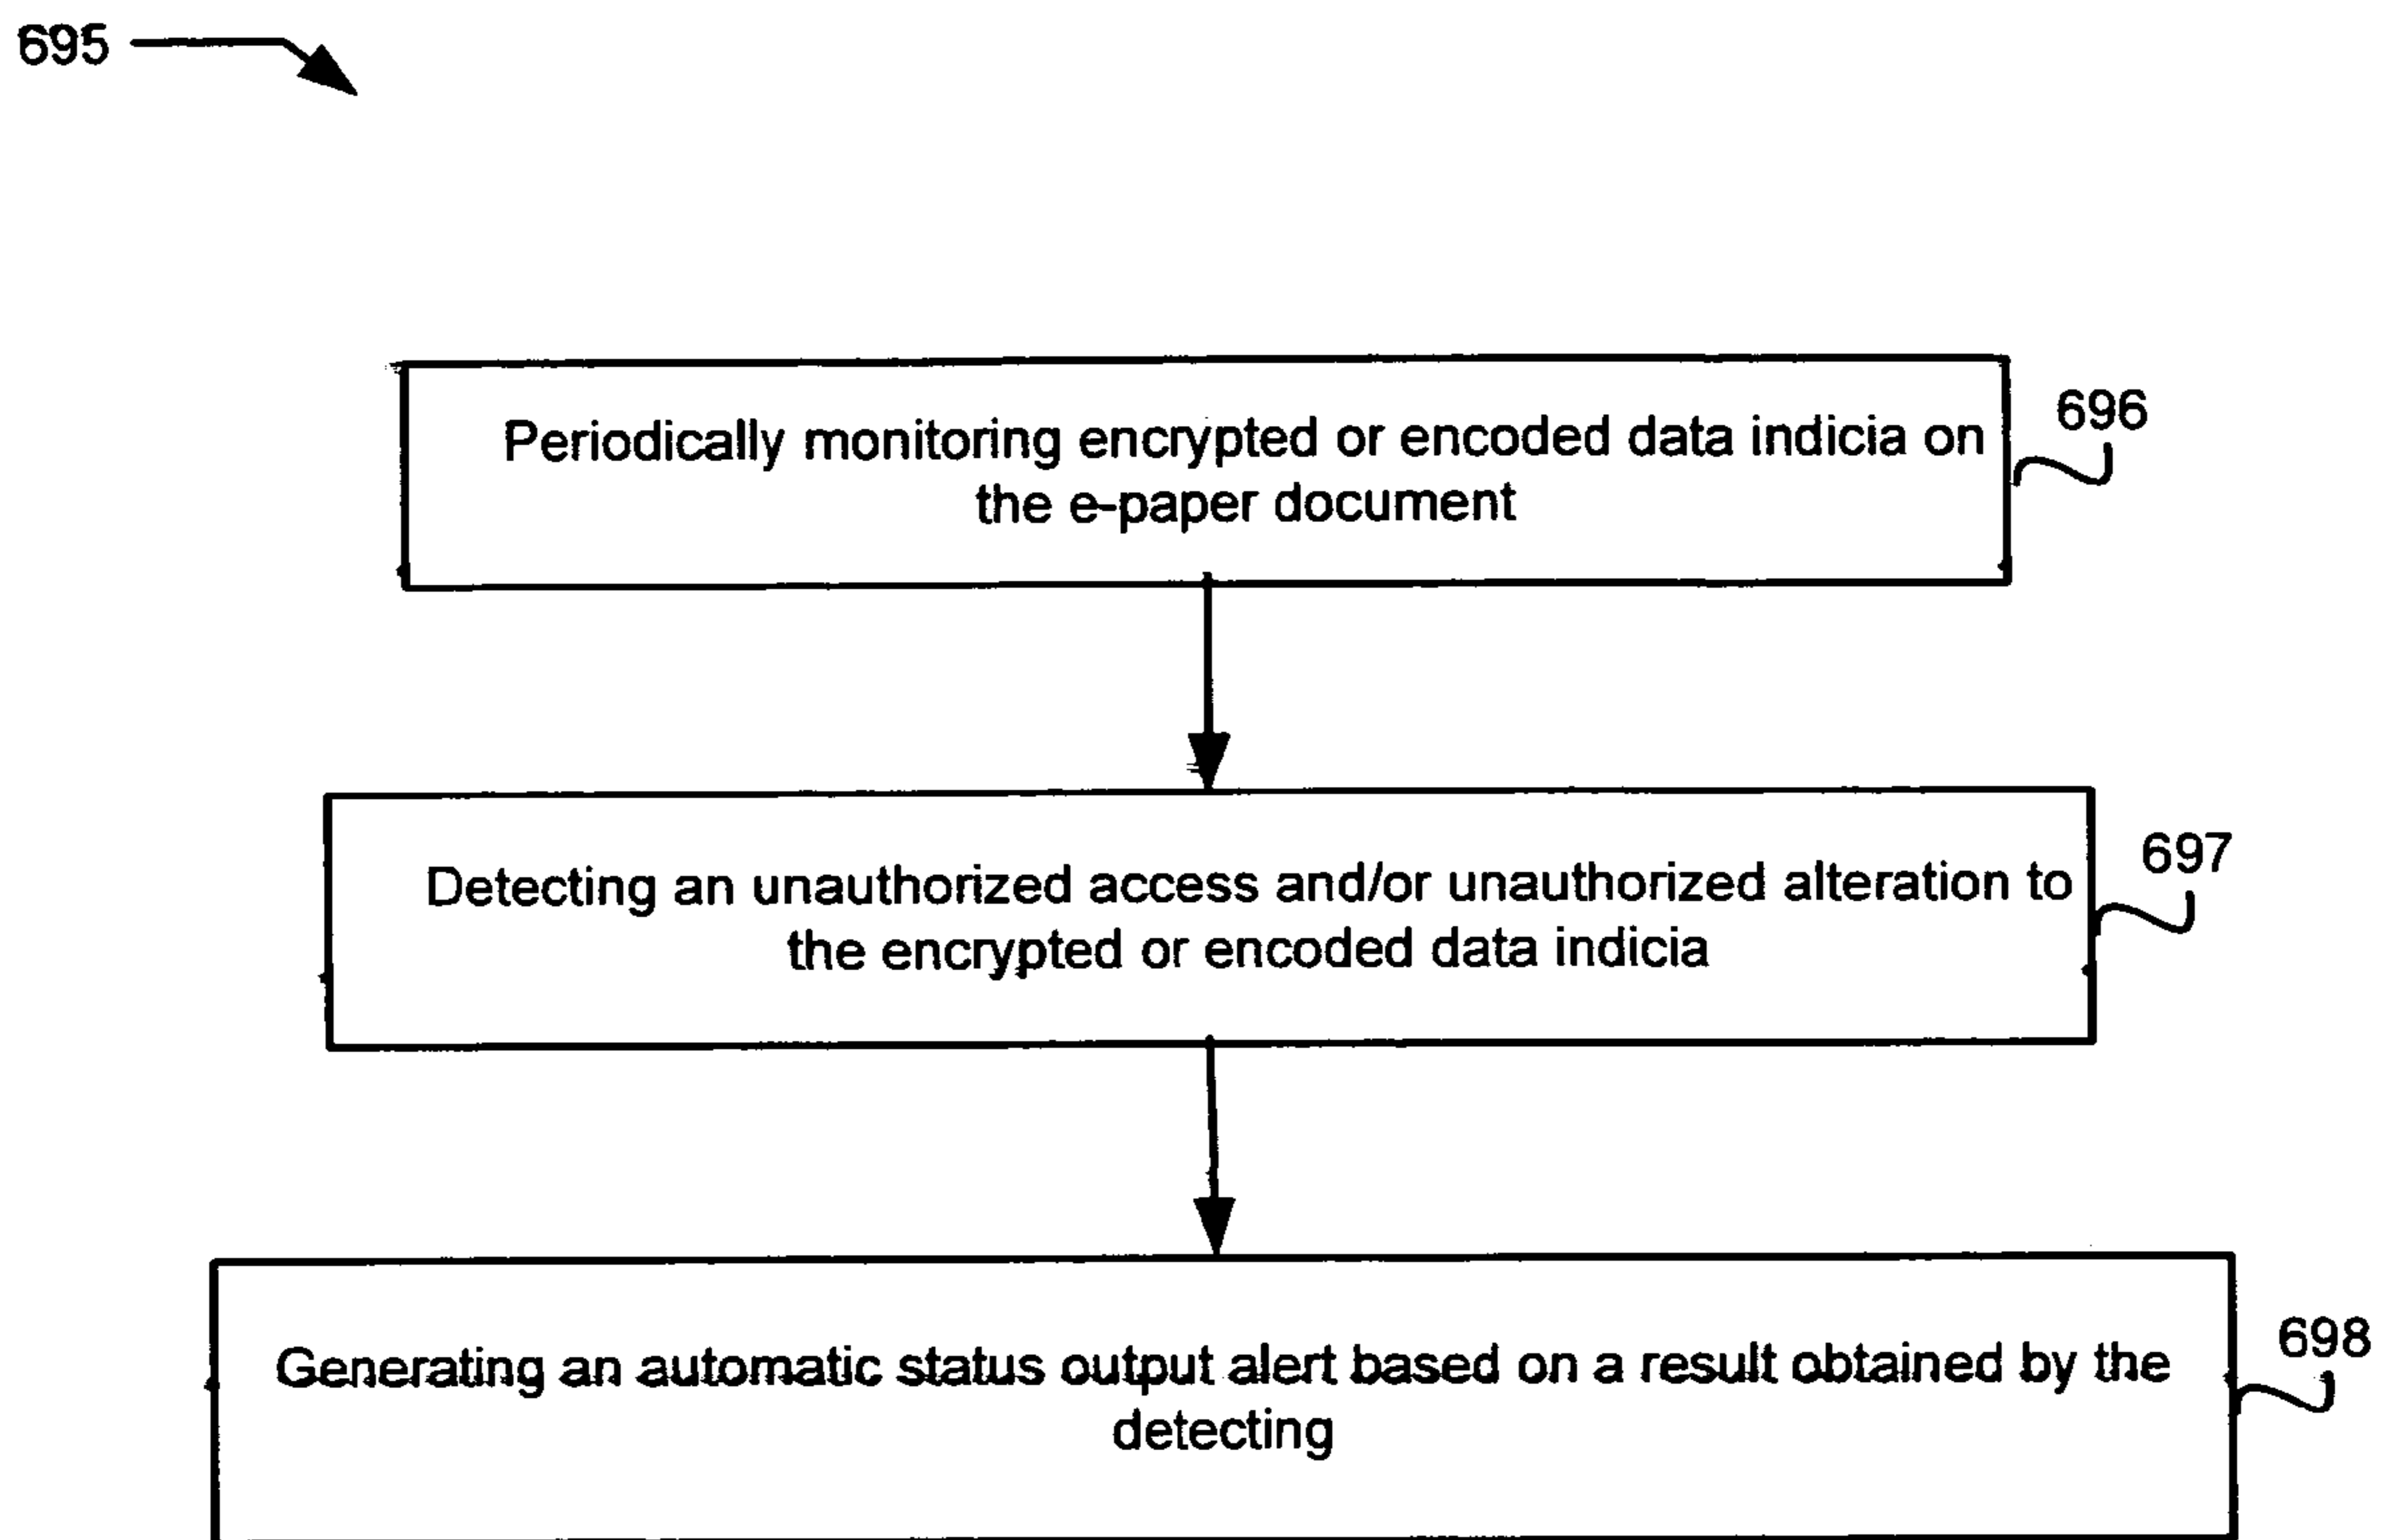 695
Periodically monitoring encrypted or encoded data indicia on
the e-paper document
696
Detecting an unauthorized access and/or unauthorized alteration to
the encrypted or encoded data indicia
697
Generating an automatic status output alert based on a result obtained by the
detecting
698